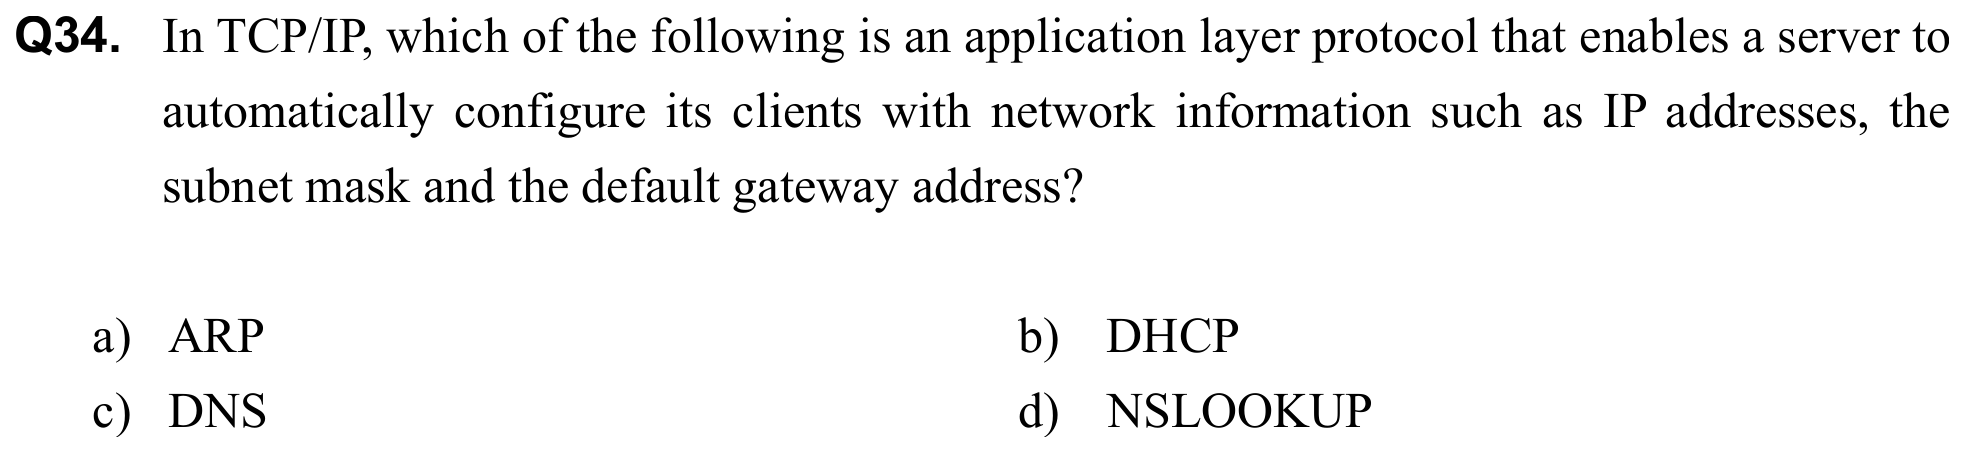 Q34. In TCP/IP, which of the following is an application layer protocol that enables a server to
automatically configure its clients with network information such as IP addresses, the
subnet mask and the default gateway address?
a) ARP b) DHCP
c) DNS d) NSLOOKUP